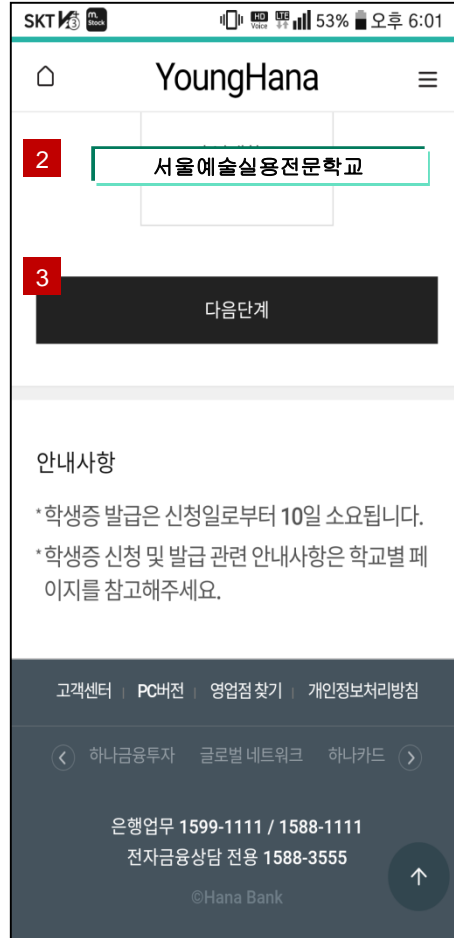 SKT m.Stock HD Voice LTE 53% 오후 6:01
YoungHana
2
서울예술실용전문학교
3
다음단계
안내사항
*학생증 발급은 신청일로부터 10일 소요됩니다.
*학생증 신청 및 발급 관련 안내사항은 학교별 페
이지를 참고해주세요.
고객센터 | PC버전 | 영업점 찾기 | 개인정보처리방침
하나금융투자 글로벌 네트워크 하나카드
은행업무 1599-1111 / 1588-1111
전자금융상담 전용 1588-3555
©Hana Bank